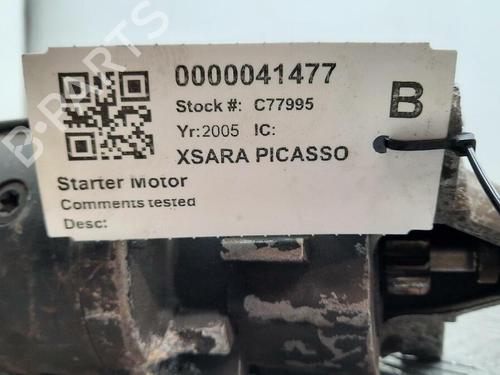 0000041477
Stock #: C77995
B
Yr:2005 IC:
XSARA PICASSO
Starter Motor
Comments tested
Desc:
B-PARTS